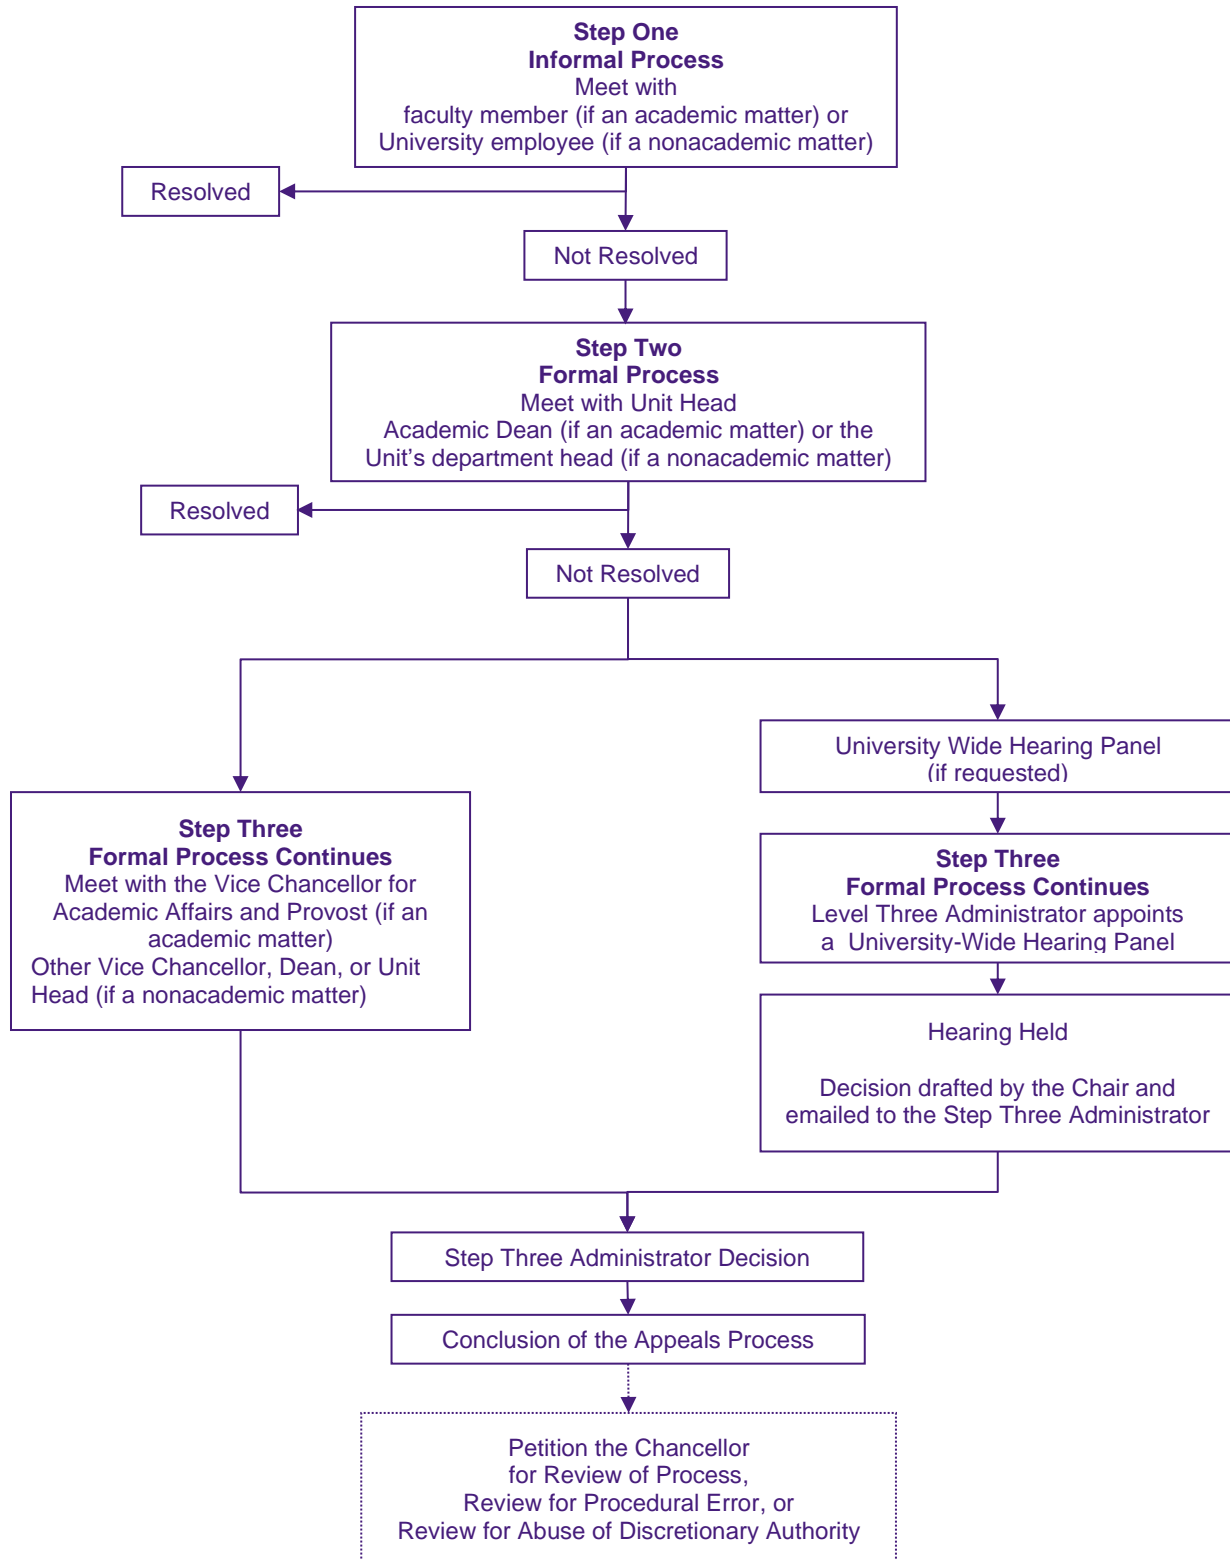 Step One
Informal Process
Meet with
faculty member (if an academic matter) or
University employee (if a nonacademic matter)
Resolved
Not Resolved
Step Two
Formal Process
Meet with Unit Head
Academic Dean (if an academic matter) or the
Unit’s department head (if a nonacademic matter)
Resolved
Not Resolved
University Wide Hearing Panel
(if requested)
Step Three
Formal Process Continues
Meet with the Vice Chancellor for
Academic Affairs and Provost (if an
academic matter)
Other Vice Chancellor, Dean, or Unit
Head (if a nonacademic matter)
Step Three
Formal Process Continues
Level Three Administrator appoints
a University-Wide Hearing Panel
Hearing Held
Decision drafted by the Chair and
emailed to the Step Three Administrator
Step Three Administrator Decision
Conclusion of the Appeals Process
Petition the Chancellor
for Review of Process,
Review for Procedural Error, or
Review for Abuse of Discretionary Authority